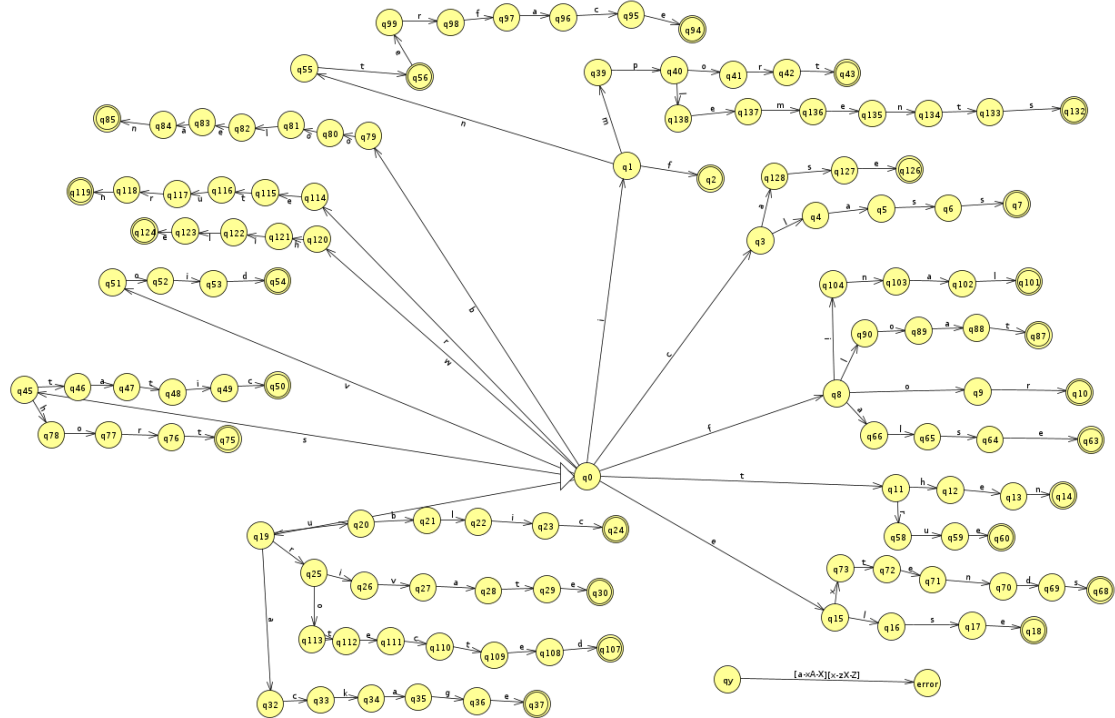 q99 r q98 f q97 a q96 c q95 e q94
e
q55 t q56
q39 p q40 o q41 r q42 t q43
l
q138 e q137 m q136 e q135 n q134 t q133 s q132
q85 n q84 a q83 e q82 l q81 o q80 o q79
n
m
q1 f q2
q128 s q127 e q126
a
q119 n q118 r q117 u q116 t q115 e q114
q3 l q4 a q5 s q6 s q7
q124 e q123 l q122 i q121 h q120
q51 o q52 i q53 d q54
q104 n q103 a q102 l q101
b
r
w
v
i
c
i
l
q90 o q89 a q88 t q87
q45 t q46 a q47 t q48 i q49 c q50
h
q8 o q9 r q10
a
q78 o q77 r q76 t q75
s
f
q66 l q65 s q64 e q63
q0 t q11 h q12 e q13 n q14
r
q19 u q20 b q21 l q22 i q23 c q24
q58 u q59 e q60
r
e
q25 i q26 v q27 a q28 t q29 e q30
q73 t q72 e q71 n q70 d q69 s q68
x
a
o
q15 l q16 s q17 e q18
q113 t q112 e q111 c q110 t q109 e q108 d q107
q32 c q33 k q34 a q35 g q36 e q37
qy [a-xA-X][x-zX-Z] error